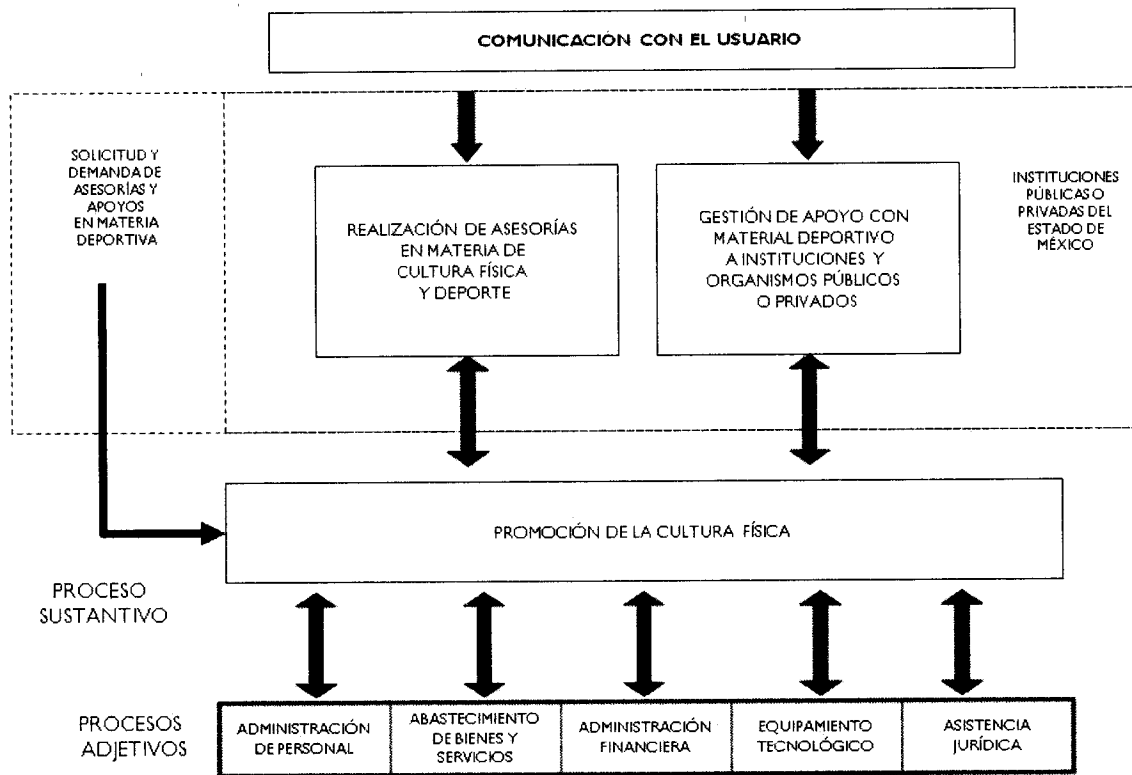 COMUNICACIÓN CON EL USUARIO
SOLICITUD Y
DEMANDA DE
ASESORÍAS Y
APOYOS
EN MATERIA
DEPORTIVA
REALIZACIÓN DE ASESORÍAS
EN MATERIA DE
CULTURA FÍSICA
Y DEPORTE
GESTIÓN DE APOYO CON
MATERIAL DEPORTIVO
A INSTITUCIONES Y
ORGANISMOS PÚBLICOS
O PRIVADOS
INSTITUCIONES
PÚBLICAS O
PRIVADAS DEL
ESTADO DE
MÉXICO
PROMOCIÓN DE LA CULTURA FÍSICA
PROCESO
SUSTANTIVO
PROCESOS
ADJETIVOS
ADMINISTRACIÓN
DE PERSONAL
ABASTECIMIENTO
DE BIENES Y
SERVICIOS
ADMINISTRACIÓN
FINANCIERA
EQUIPAMIENTO
TECNOLÓGICO
ASISTENCIA
JURÍDICA